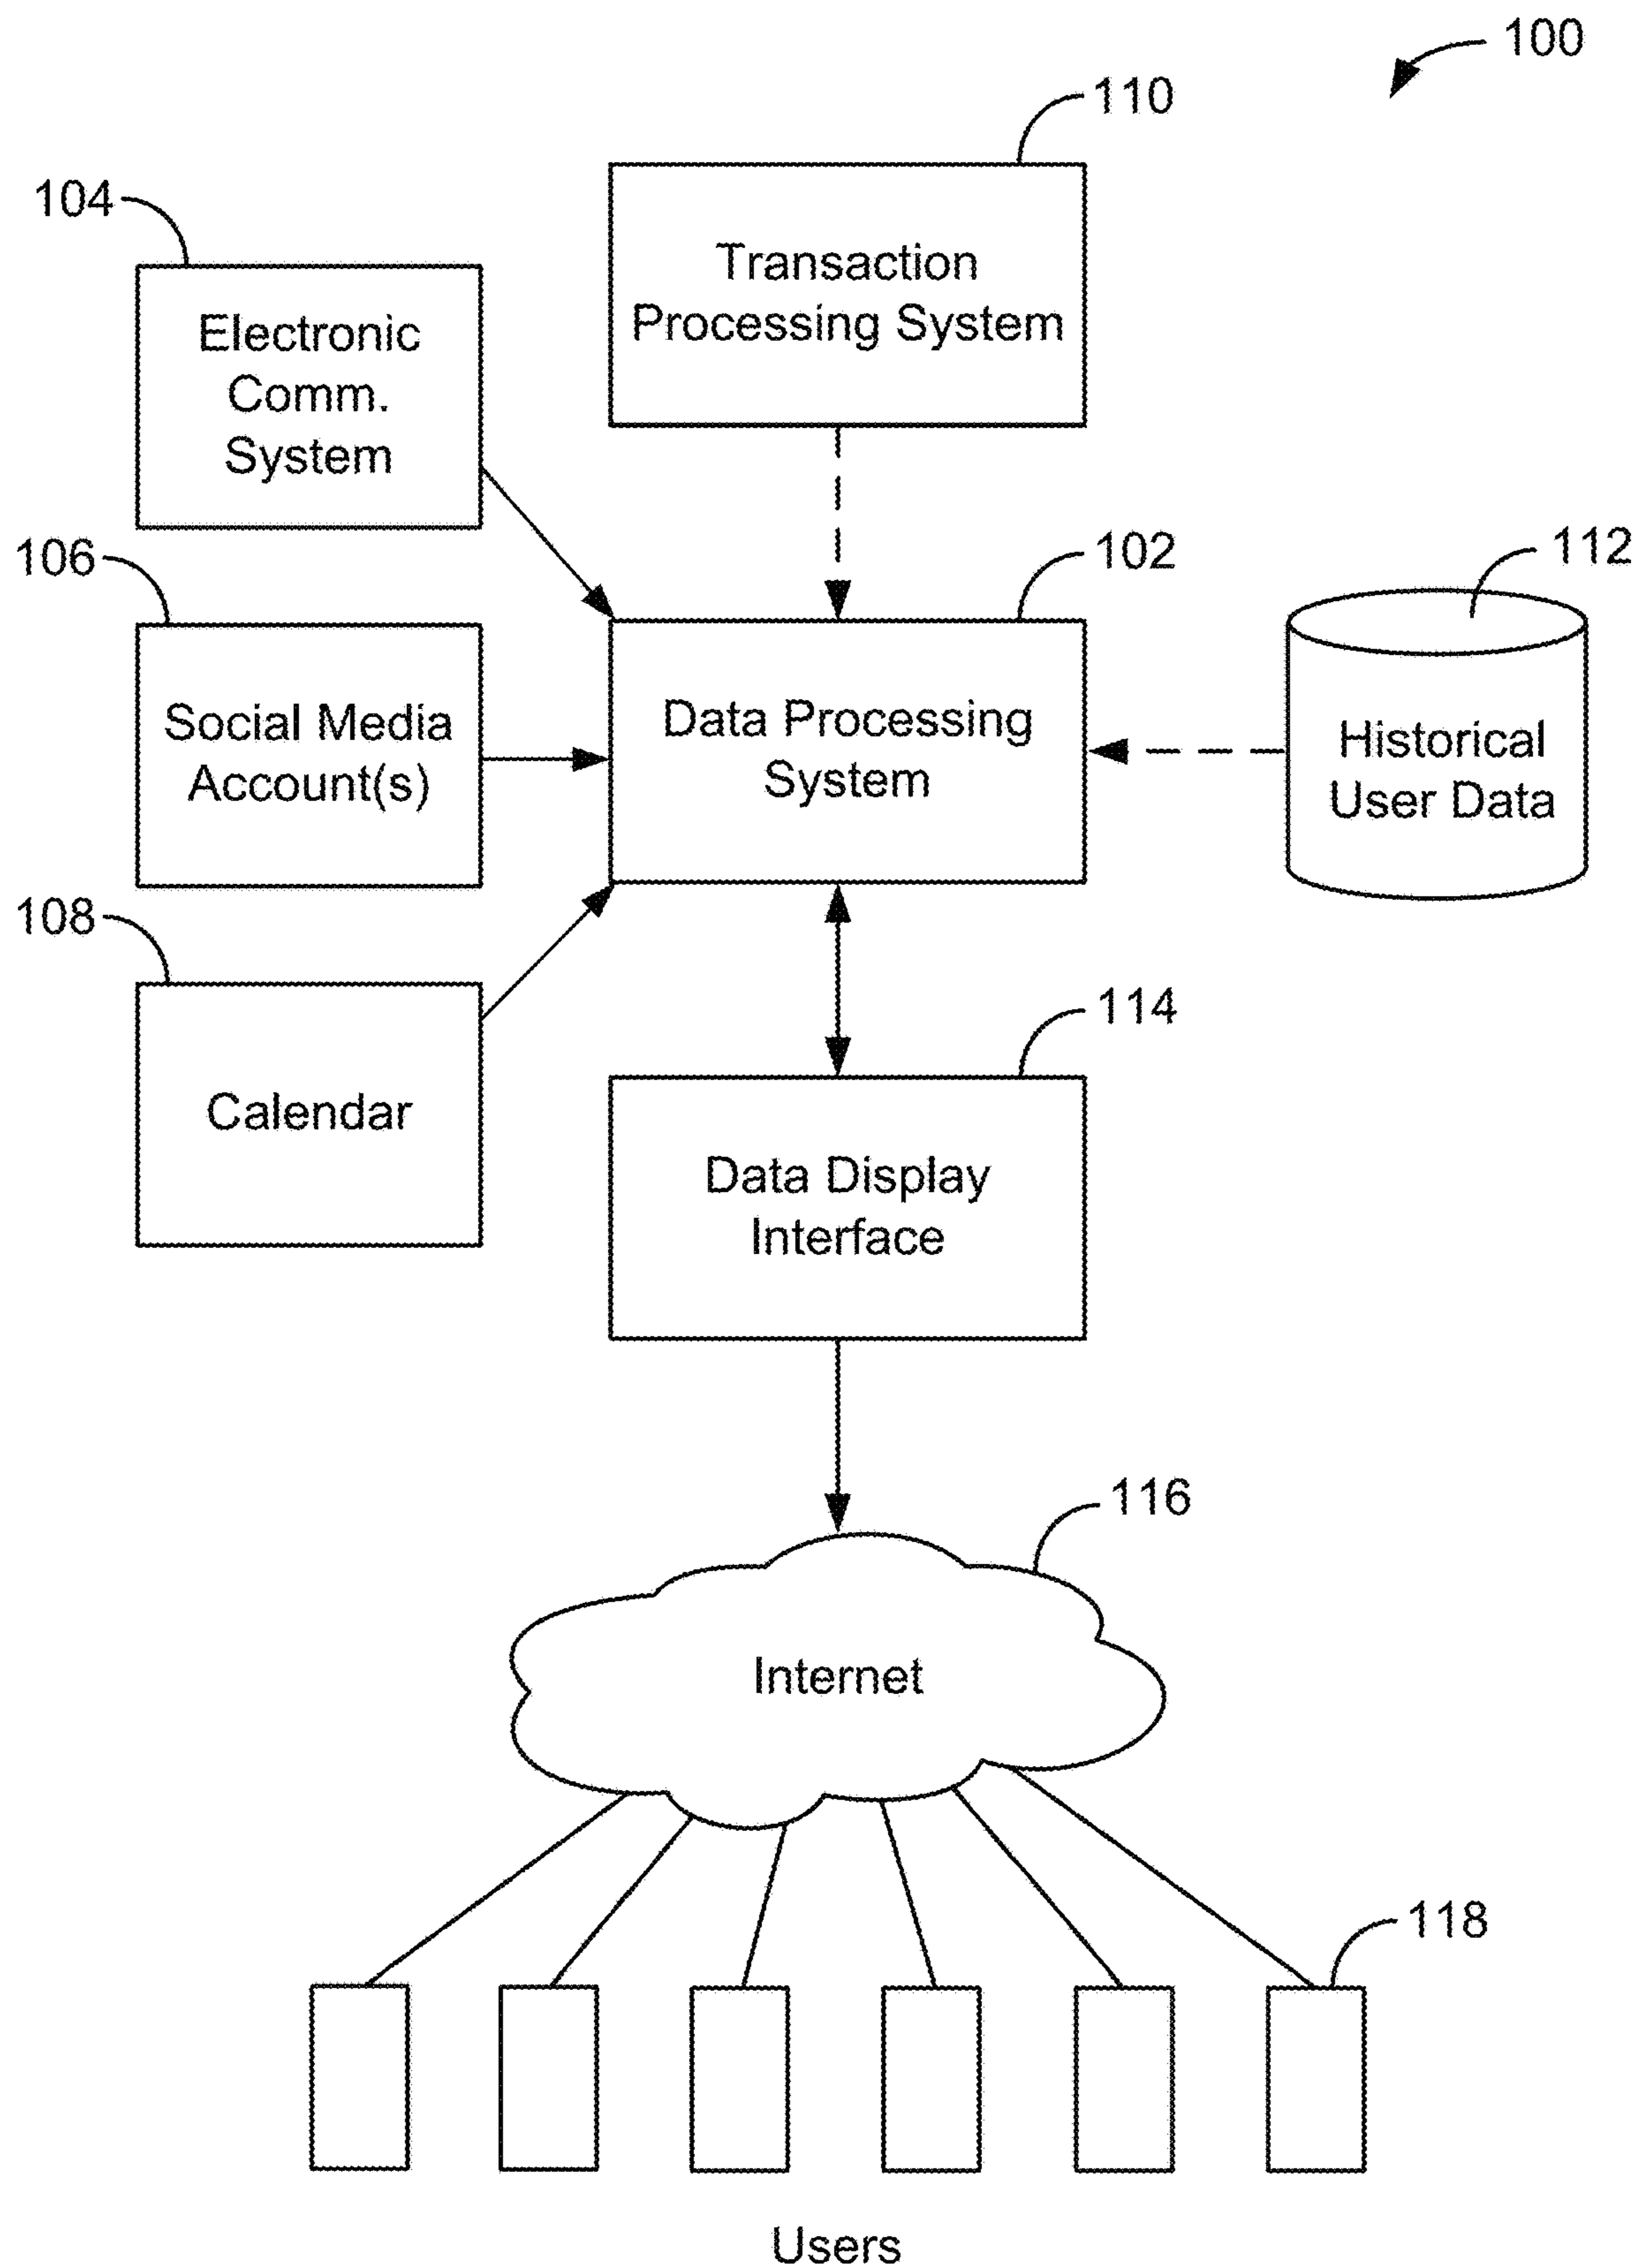 100
110
104
Transaction
Processing System
Electronic
Comm.
System
106
102
112
Social Media
Account(s)
Data Processing
System
Historical
User Data
108
114
Calendar
Data Display
Interface
116
Internet
118
Users